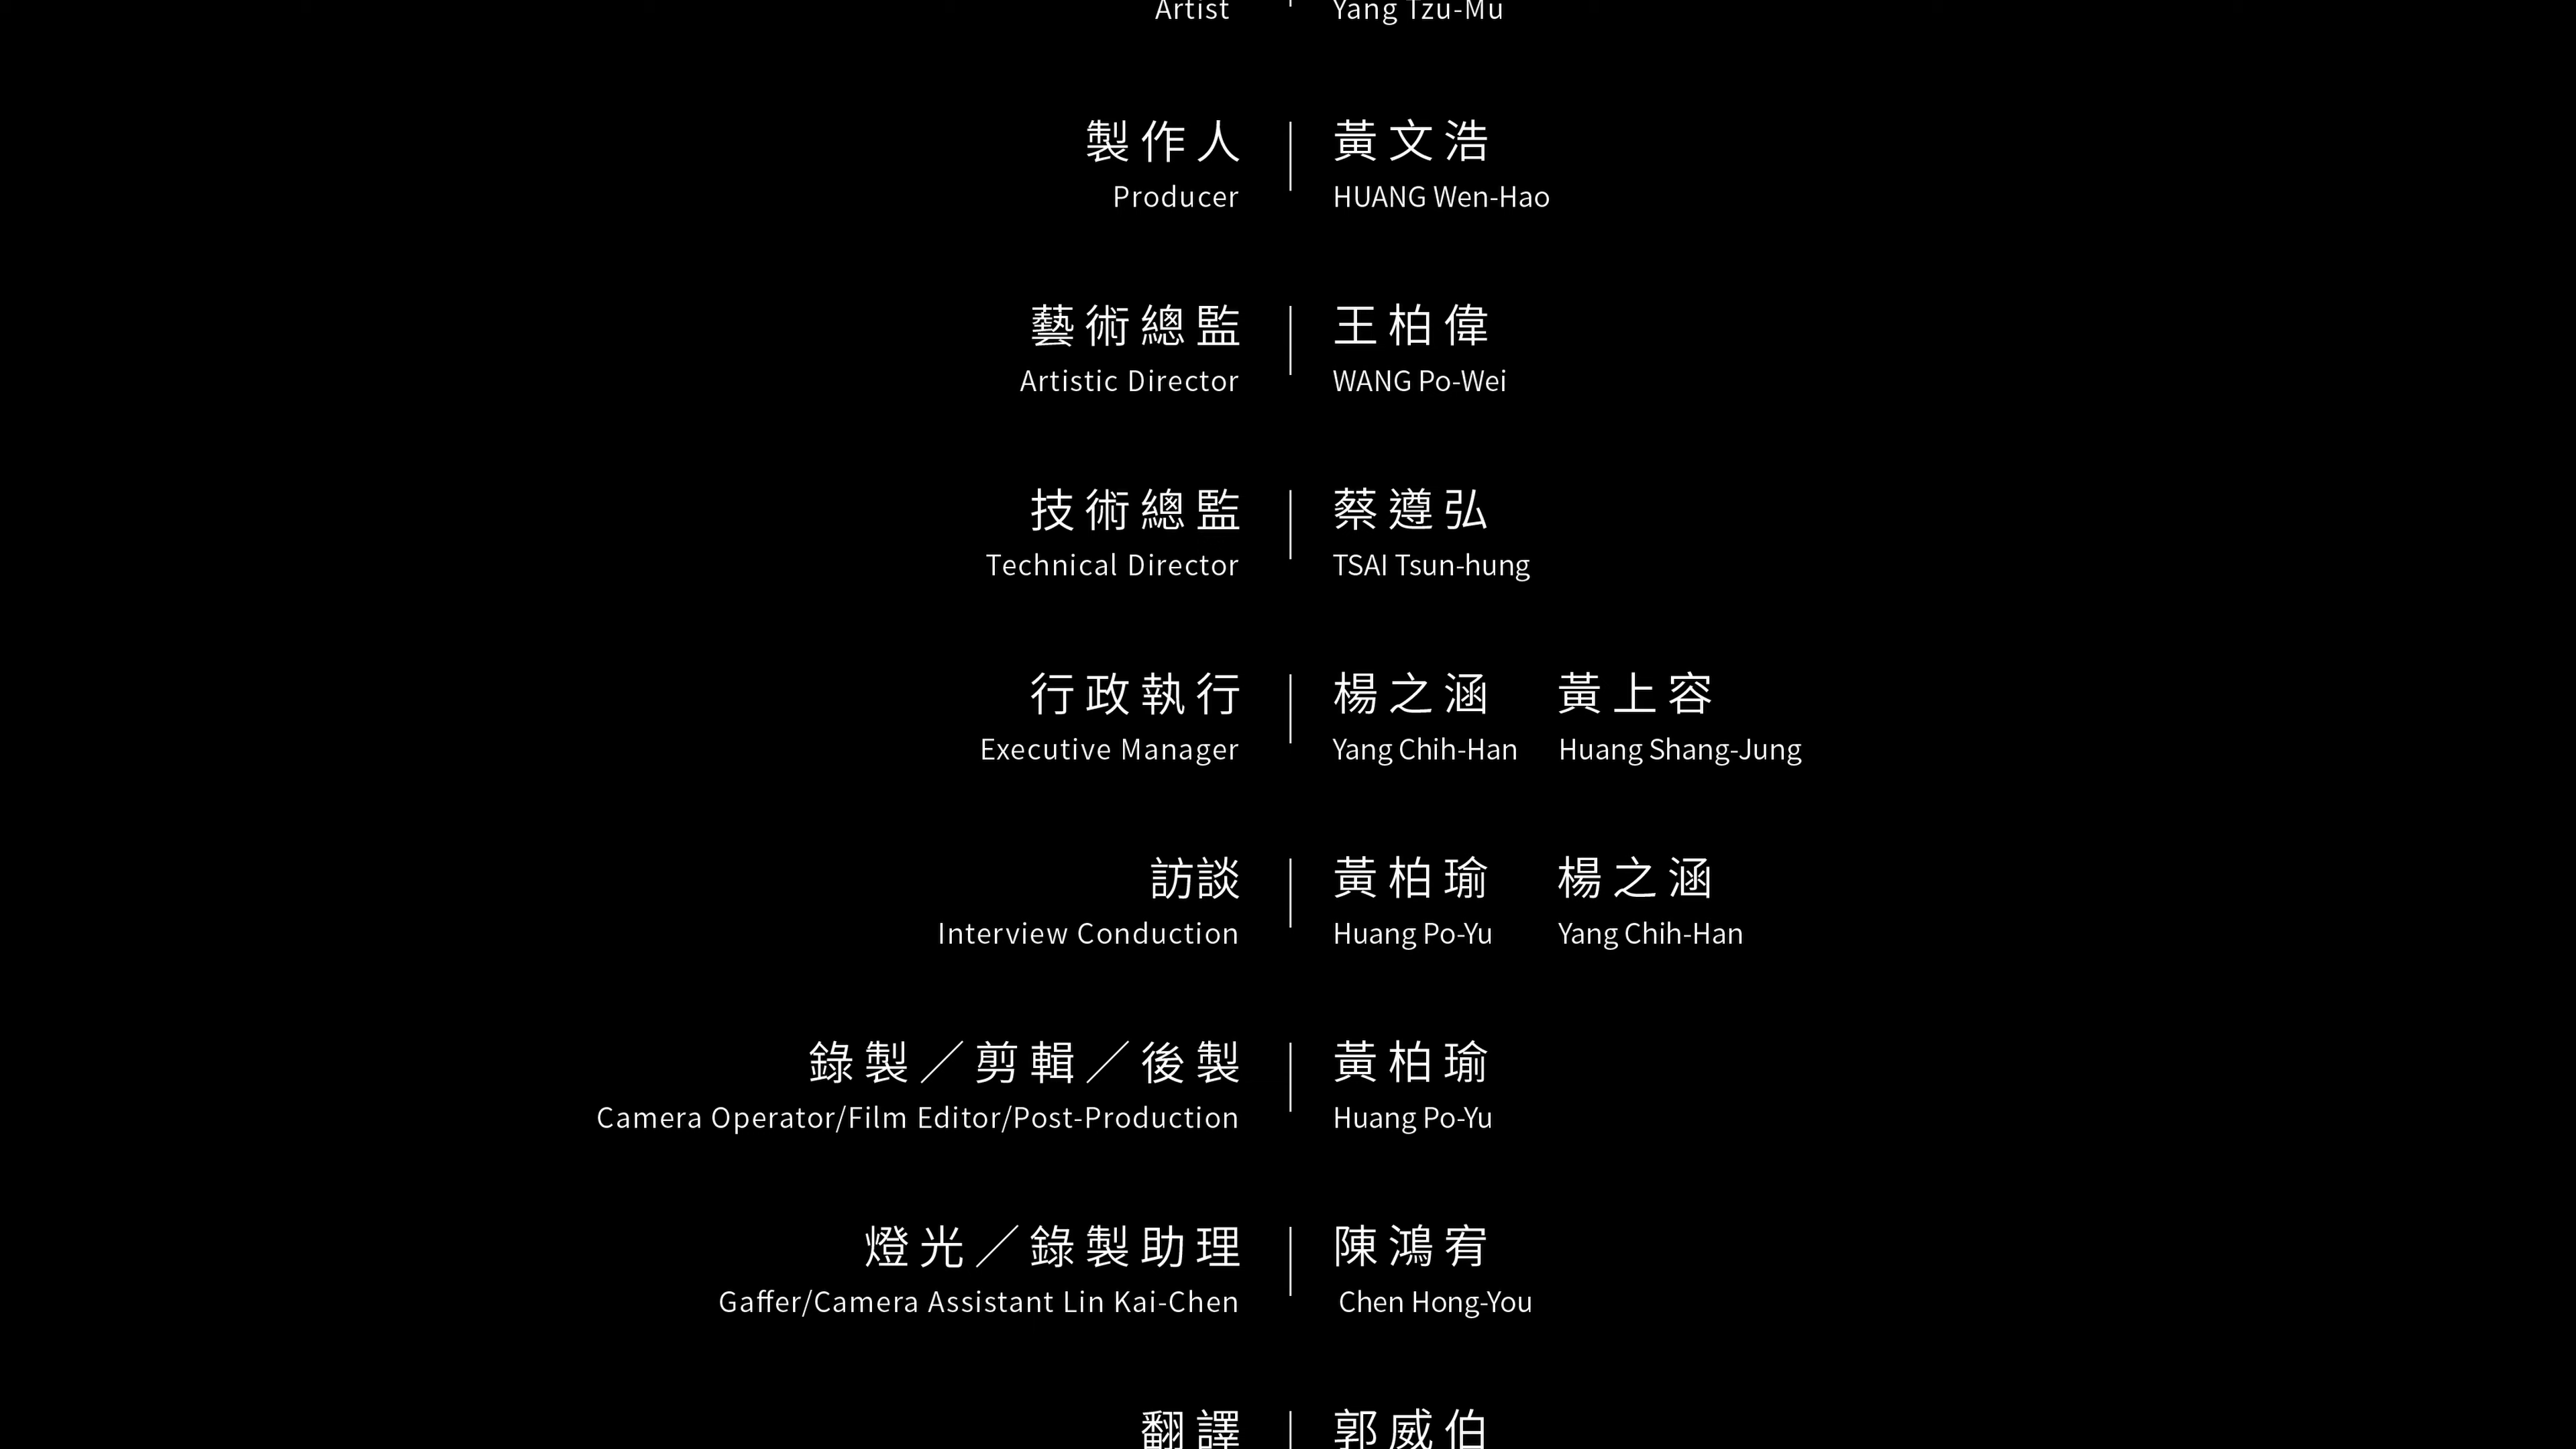 Artist Yang Tzu-Mu
製作人 黃文浩
Producer HUANG Wen-Hao
藝術總監 王柏偉
Artistic Director WANG Po-Wei
技術總監 蔡遵弘
Technical Director TSAI Tsun-hung
行政執行 楊之涵 黃上容
Executive Manager Yang Chih-Han Huang Shang-Jung
訪談 黃柏瑜 楊之涵
Interview Conduction Huang Po-Yu Yang Chih-Han
錄製／剪輯／後製 黃柏瑜
Camera Operator/Film Editor/Post-Production Huang Po-Yu
燈光／錄製助理 陳鴻宥
Gaffer/Camera Assistant Lin Kai-Chen Chen Hong-You
翻譯 郭威伯